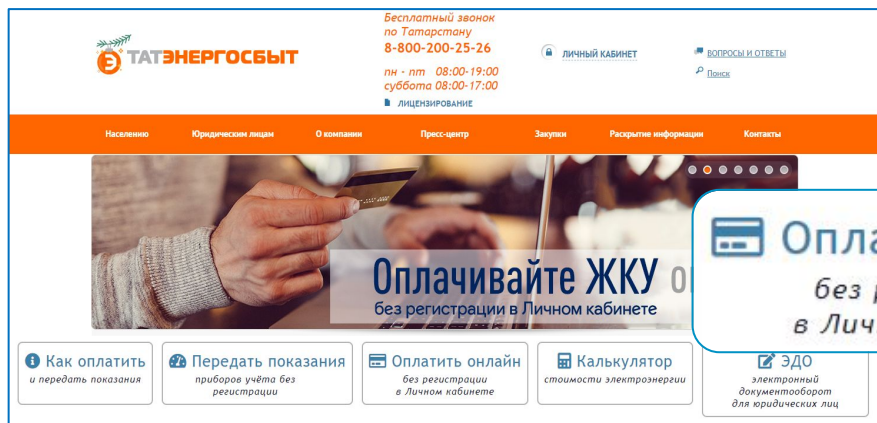 Бесплатный звонок
по Татарстану
8-800-200-25-26
пн - пт 08:00-19:00
суббота 08:00-17:00
ЛИЦЕНЗИРОВАНИЕ
ТАТЭНЕРГОСБЫТ
ЛИЧНЫЙ КАБИНЕТ
ВОПРОСЫ И ОТВЕТЫ
Поиск
Населению Юридическим лицам О компании Пресс-центр Закупки Раскрытие информации Контакты
Оплачивайте ЖКУ
без регистрации в Личном кабинете
Как оплатить
и передать показания
Передать показания
приборов учёта без
регистрации
Оплатить онлайн
без регистрации
в Личном кабинете
Калькулятор
стоимости электроэнергии
ЭДО
электронный
документооборот
для юридических лиц
Опла
без
в Лич